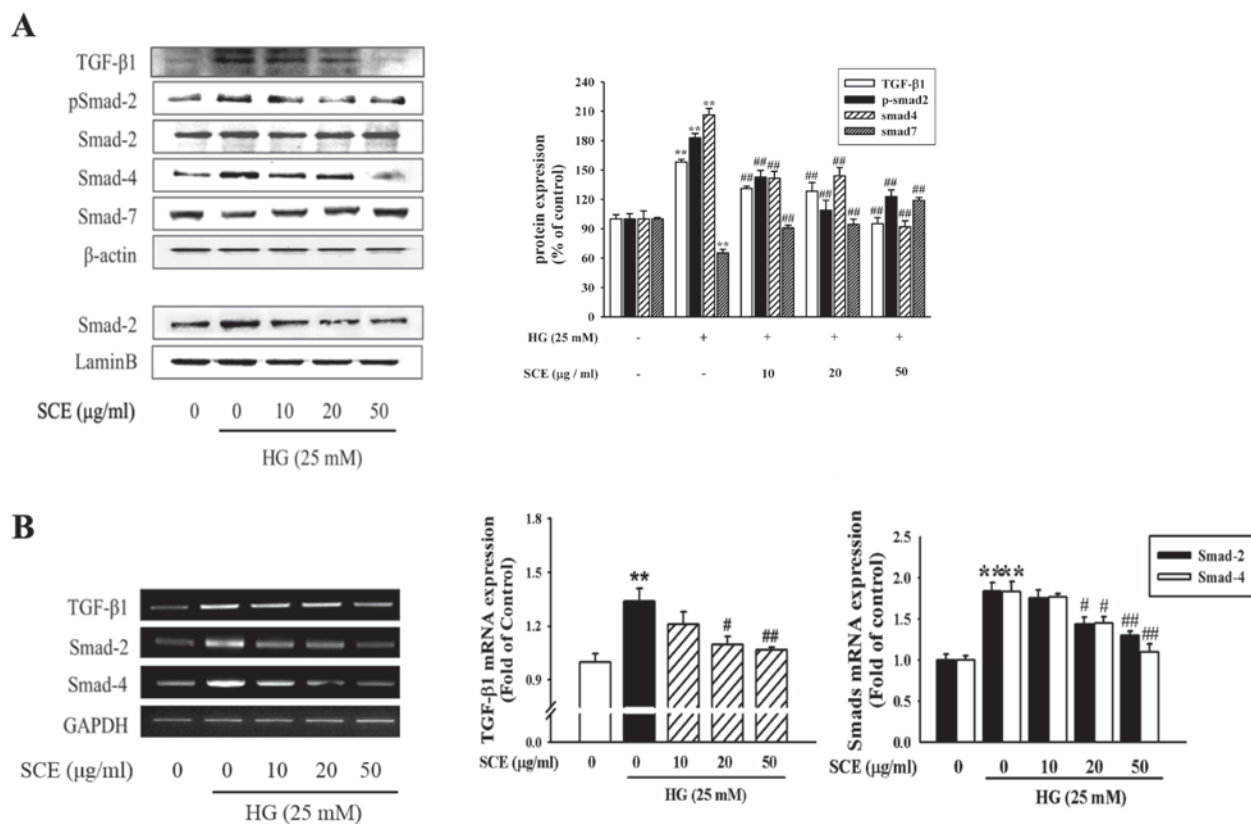 A
TGF-β1
pSmad-2
Smad-2
Smad-4
Smad-7
β-actin
Smad-2
LaminB
SCE (µg/ml) 0 0 10 20 50
HG (25 mM)
protein expresison
(% of control)
240
210
180
150
120
90
60
30
0
TGF-β1
p-smad2
smad4
smad7
** ** ** **
## ## ## ##
## ## ## ##
## ## ## ##
HG (25 mM) - + + + +
SCE (µg / ml) - - 10 20 50
B
TGF-β1
Smad-2
Smad-4
GAPDH
SCE (µg/ml) 0 0 10 20 50
HG (25 mM)
TGF-β1 mRNA expression
(Fold of Control)
1.8
1.5
1.2
0.9
0.0
** # ##
SCE (µg/ml) 0 0 10 20 50
HG (25 mM)
Smads mRNA expression
(Fold of control)
2.5
2.0
1.5
1.0
0.5
0.0
Smad-2
Smad-4
**** # # ## ##
SCE (µg/ml) 0 0 10 20 50
HG (25 mM)